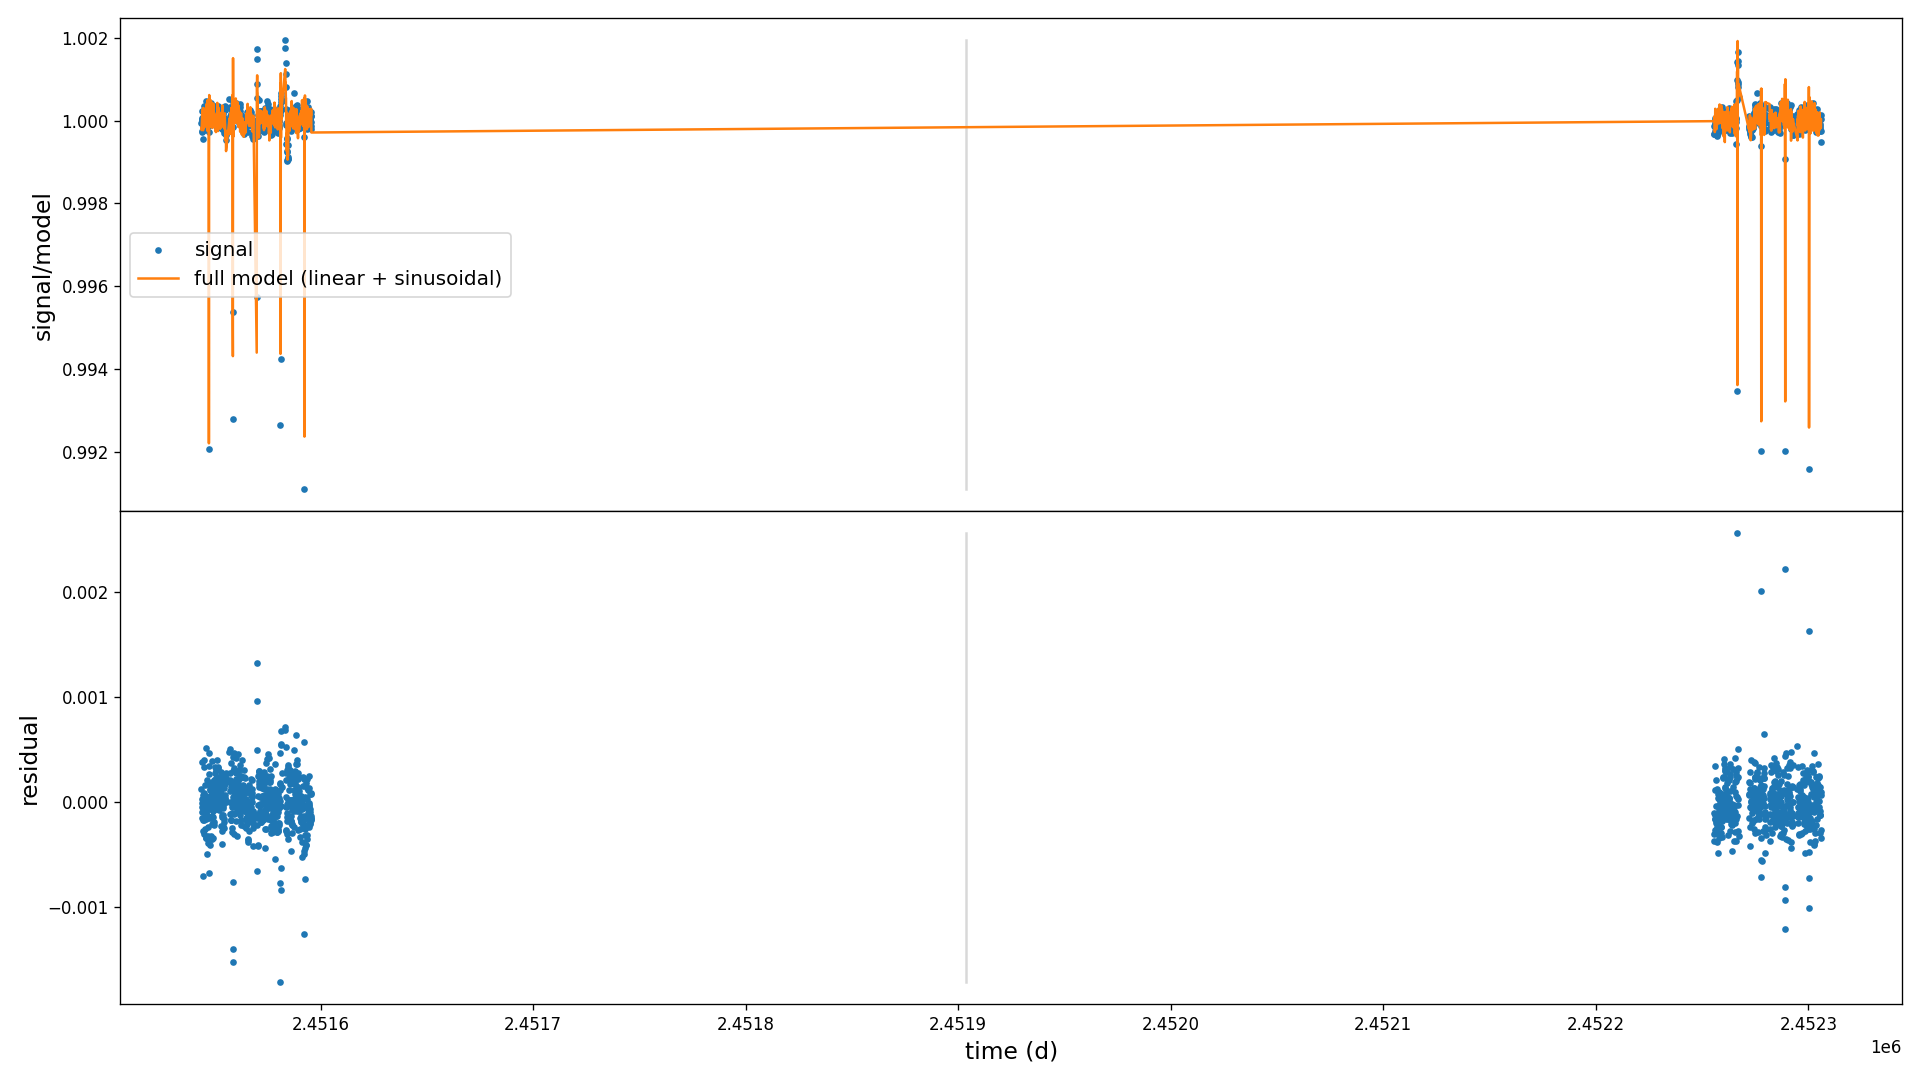 1.002
1.000
0.998
0.996
0.994
0.992
signal/model
signal
full model (linear + sinusoidal)
0.002
0.001
0.000
−0.001
residual
2.4516 2.4517 2.4518 2.4519 2.4520 2.4521 2.4522 2.4523
1e6
time (d)